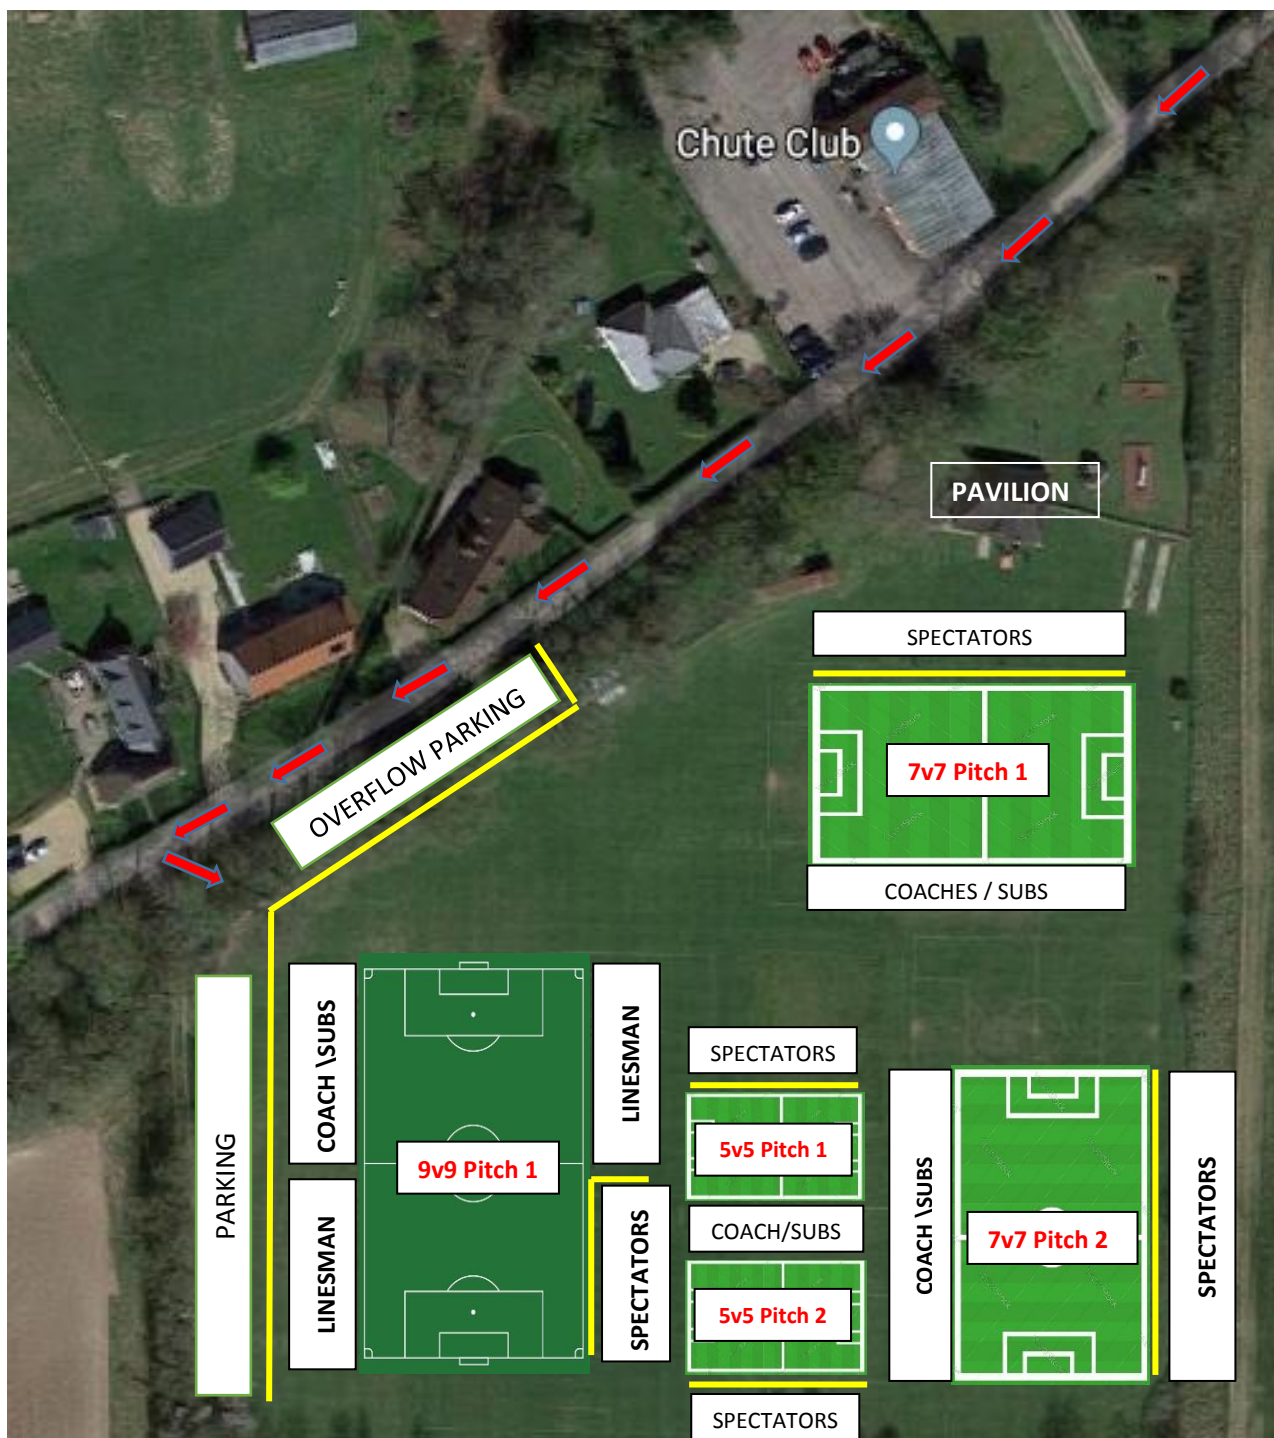 Chute Club
PAVILION
SPECTATORS
7v7 Pitch 1
COACHES / SUBS
OVERFLOW PARKING
PARKING
COACH \SUBS
LINESMAN
9v9 Pitch 1
LINESMAN
SPECTATORS
SPECTATORS
5v5 Pitch 1
COACH/SUBS
5v5 Pitch 2
SPECTATORS
COACH \SUBS
7v7 Pitch 2
SPECTATORS